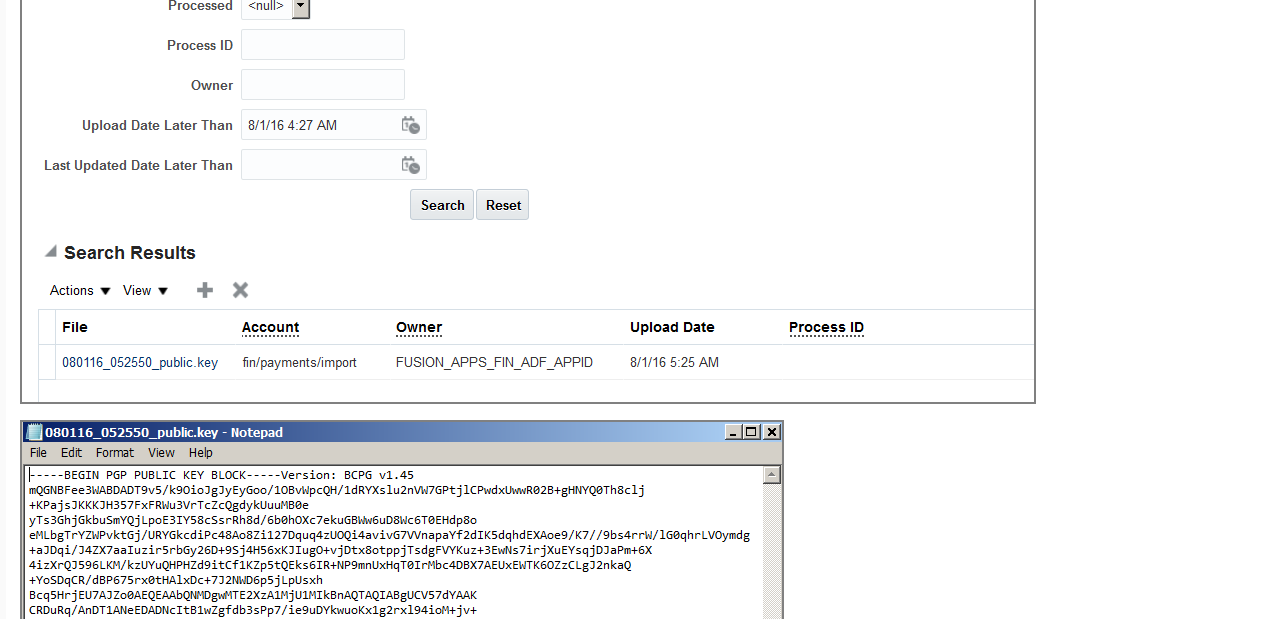 Processed <null>
Process ID
Owner
Upload Date Later Than 8/1/16 4:27 AM
Last Updated Date Later Than
Search Reset
Search Results
Actions View
File Account Owner Upload Date Process ID
080116_052550_public.key fin/payments/import FUSION_APPS_FIN_ADF_APPID 8/1/16 5:25 AM
080116_052550_public.key - Notepad
File Edit Format View Help
-----BEGIN PGP PUBLIC KEY BLOCK-----Version: BCPG v1.45
mQGNBFee3WABDADT9v5/k9OioJgJyEyGoo/1OBvWpcQH/1dRYXslu2nVW7GPtjlCPwdxUwwR02B+gHNYQ0Th8clj
+KPajsJKKKJH357FxFRWu3VrTcZcQgdykUuuMB0e
yTs3GhjGkbuSmYQjLpoE3IY58cSsrRh8d/6b0hOXc7ekuGBWw6uD8Wc6T0EHdp8o
eMLbgTrYZWPvktGj/URYGkcdiPc48Ao8Zi127Dquq4zUOQi4avivG7VVnapaYf2dIK5dqhdEXAoe9/K7//9bs4rrW/lG0qhrLVOymdg
+aJDqi/J4ZX7aaIuzir5rbGy26D+9Sj4H56xKJIugO+vjDtx8otppjTsdgFVYKuz+3EwNs7irjXuEYsqjDJaPm+6X
4izXrQJ596LKM/kzUYuQHPHZd9itCf1KZp5tQEks6IR+NP9mnUxHqT0IrMbc4DBX7AEUxEWTK6OZzCLgJ2nkaQ
+YoSDqCR/dBP675rx0tHAlxDc+7J2NWD6p5jLpUsxh
Bcq5HrjEU7AJZo0AEQEAAbQNMDgwMTE2XzA1MjU1MIkBnAQTAQIABgUCV57dYAAK
CRDuRq/AnDT1ANeEDADNcItB1wZgfdb3sPp7/ie9uDYkwuoKx1g2rxl94ioM+jv+